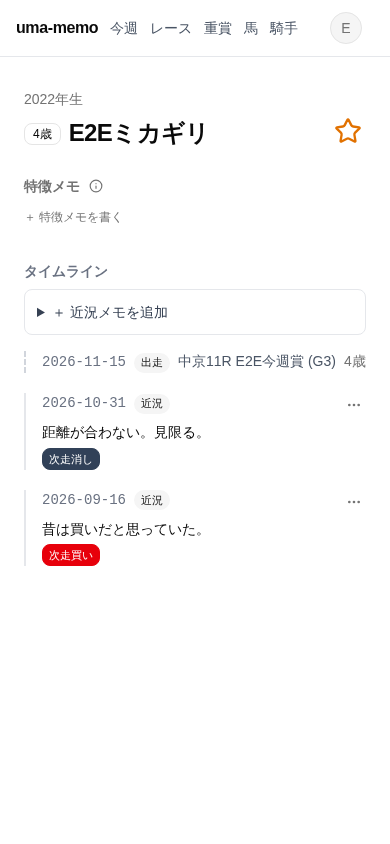 uma-memo 今週 レース 重賞 馬 騎手 E
2022年生
4歳 E2Eミカギリ
特徴メモ
＋ 特徴メモを書く
タイムライン
＋ 近況メモを追加
2026-11-15 出走 中京11R E2E今週賞 (G3) 4歳
2026-10-31 近況 …
距離が合わない。見限る。
次走消し
2026-09-16 近況 …
昔は買いだと思っていた。
次走買い